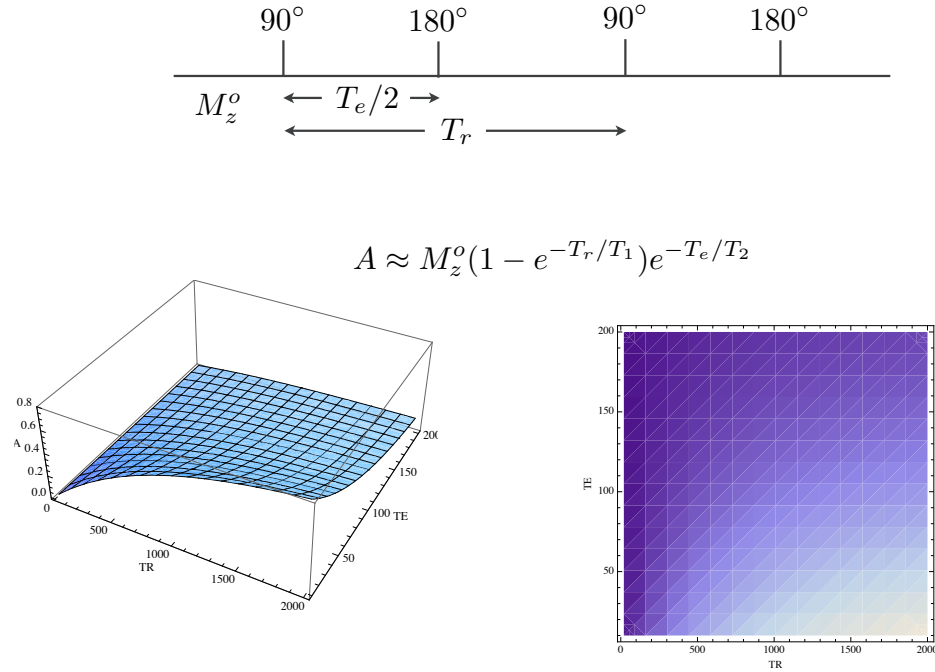 90° 180° 90° 180°
M_z^o
T_e/2
T_r
A ≈ M_z^o(1 − e^{−T_r/T_1})e^{−T_e/T_2}
0.8
0.6
A 0.4
0.2
0.0
0
500
1000
TR
1500
2000
50
100 TE
150
200
200
150
TE
100
50
0 500 1000 1500 2000
TR